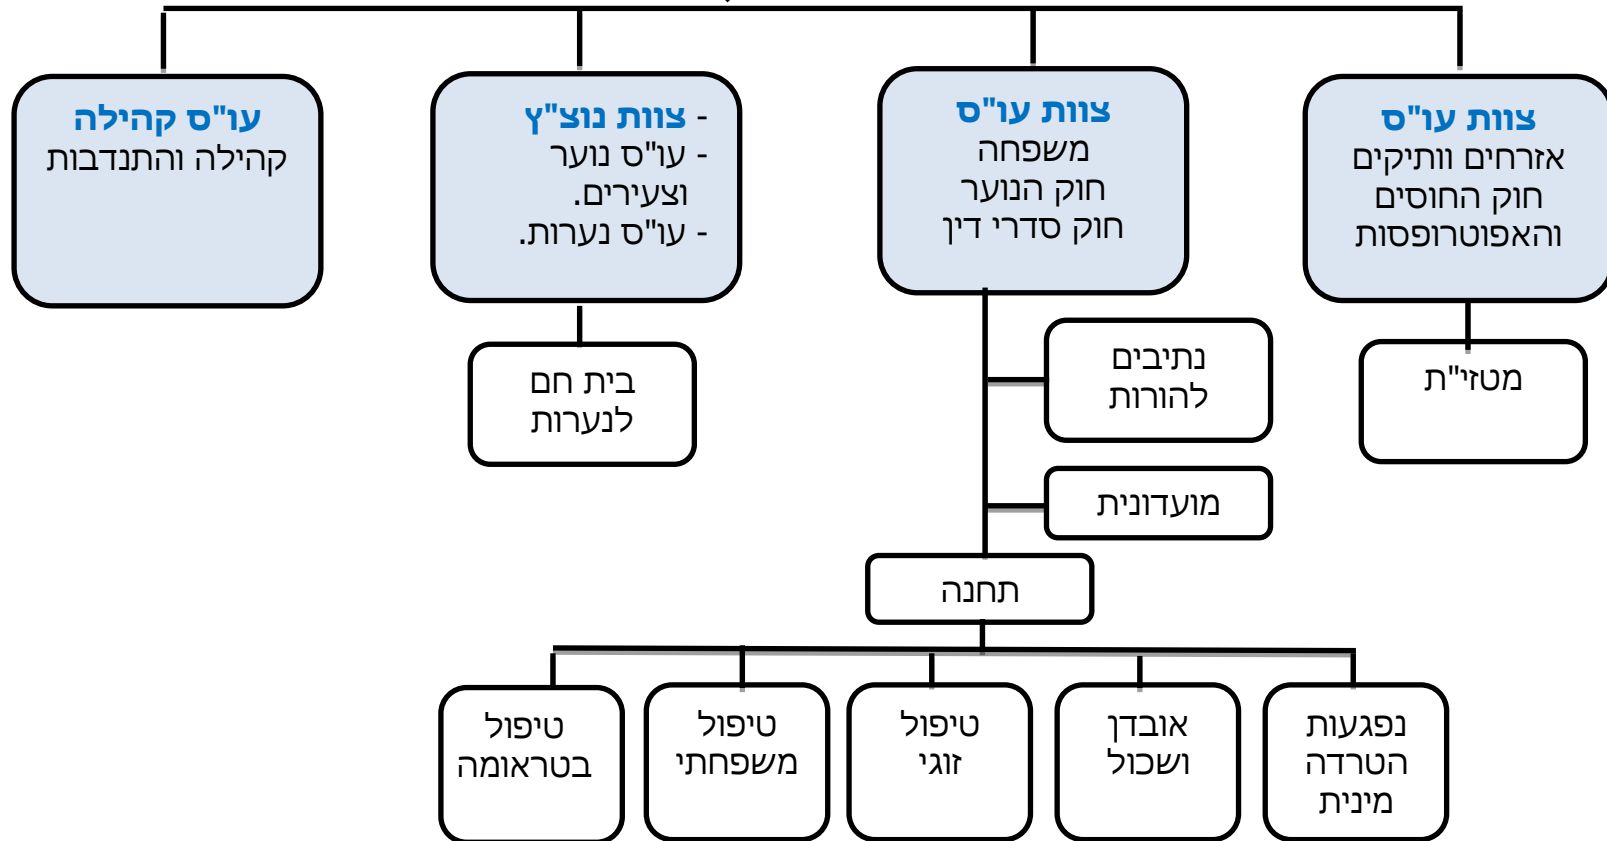 צוות עו"ס
אזרחים וותיקים
חוק החוסים
והאפוטרופסות
צוות עו"ס
משפחה
חוק הנוער
חוק סדרי דין
- צוות נוצ"ץ
- עו"ס נוער
וצעירים.
- עו"ס נערות.
עו"ס קהילה
קהילה והתנדבות
מטזי"ת
נתיבים
להורות
מועדונית
בית חם
לנערות
תחנה
נפגעות
הטרדה
מינית
אובדן
ושכול
טיפול
זוגי
טיפול
משפחתי
טיפול
בטראומה